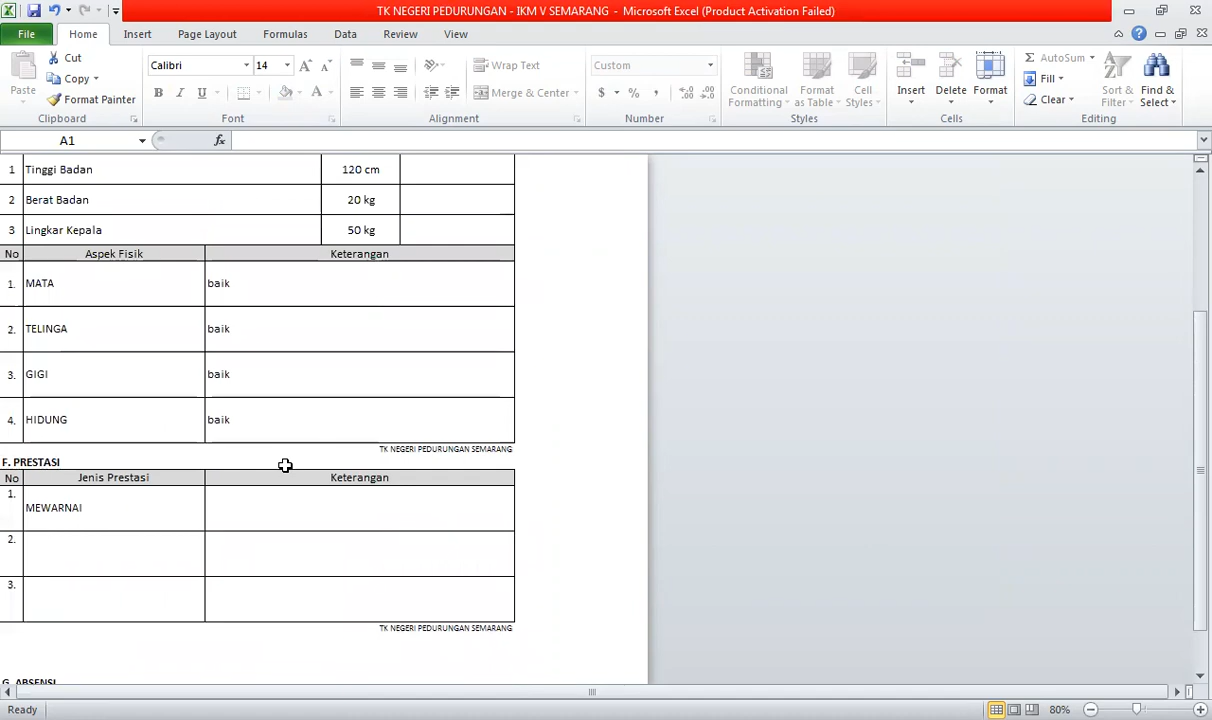 TK NEGERI PEDURUNGAN - IKM V SEMARANG - Microsoft Excel (Product Activation Failed)
File Home Insert Page Layout Formulas Data Review View
Cut
Copy
Format Painter
Paste
Clipboard
Calibri 14
B I U
Font
Wrap Text
Merge & Center
Alignment
Custom
$ % ,
Number
Conditional Formatting
Format as Table
Cell Styles
Styles
Insert
Delete
Format
Cells
AutoSum
Fill
Clear
Sort & Filter
Find & Select
Editing
A1
fx
1 Tinggi Badan 120 cm
2 Berat Badan 20 kg
3 Lingkar Kepala 50 kg
No Aspek Fisik Keterangan
1. MATA baik
2. TELINGA baik
3. GIGI baik
4. HIDUNG baik
TK NEGERI PEDURUNGAN SEMARANG
F. PRESTASI
No Jenis Prestasi Keterangan
1. MEWARNAI
2.
3.
TK NEGERI PEDURUNGAN SEMARANG
G. ABSENSI
Ready
80%